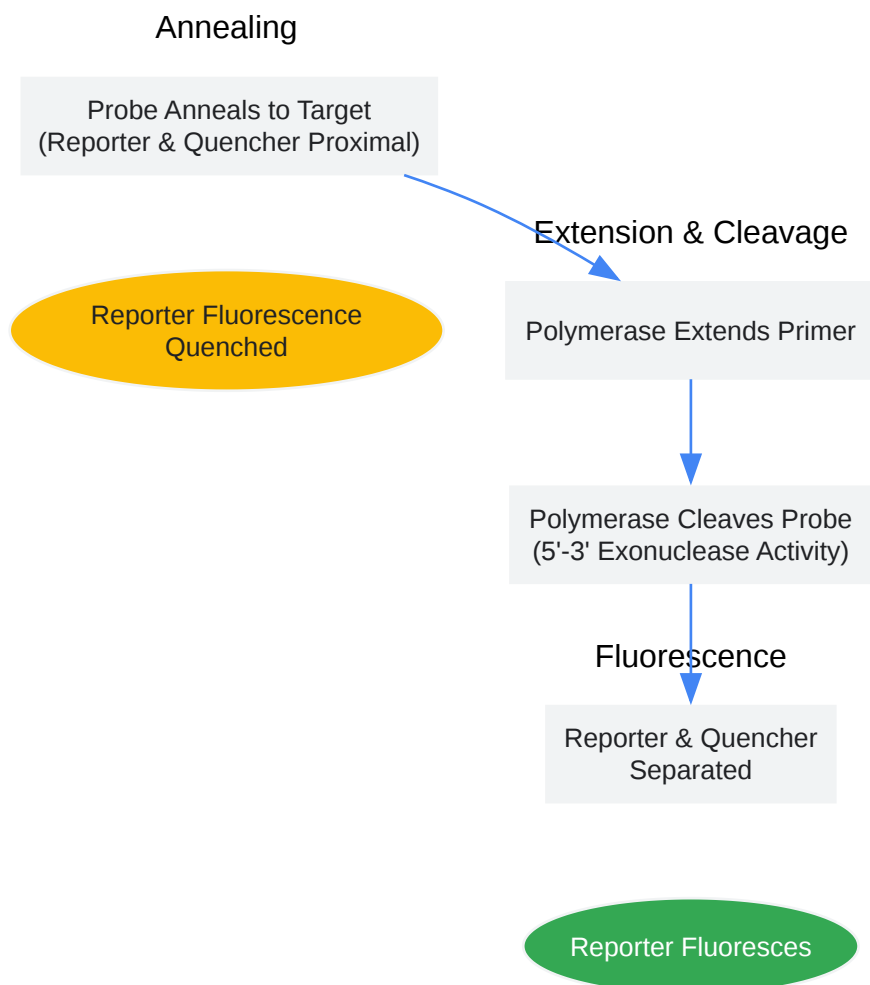 Annealing
Probe Anneals to Target
(Reporter & Quencher Proximal)
Extension & Cleavage
Reporter Fluorescence
Quenched
Polymerase Extends Primer
Polymerase Cleaves Probe
(5'-3' Exonuclease Activity)
Fluorescence
Reporter & Quencher
Separated
Reporter Fluoresces